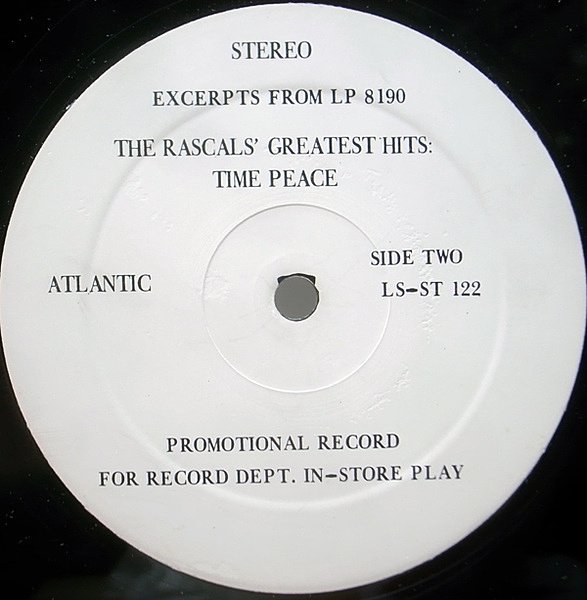 STEREO
EXCERPTS FROM LP 8190
THE RASCALS' GREATEST HITS:
TIME PEACE
ATLANTIC
SIDE TWO
LS-ST 122
PROMOTIONAL RECORD
FOR RECORD DEPT. IN-STORE PLAY